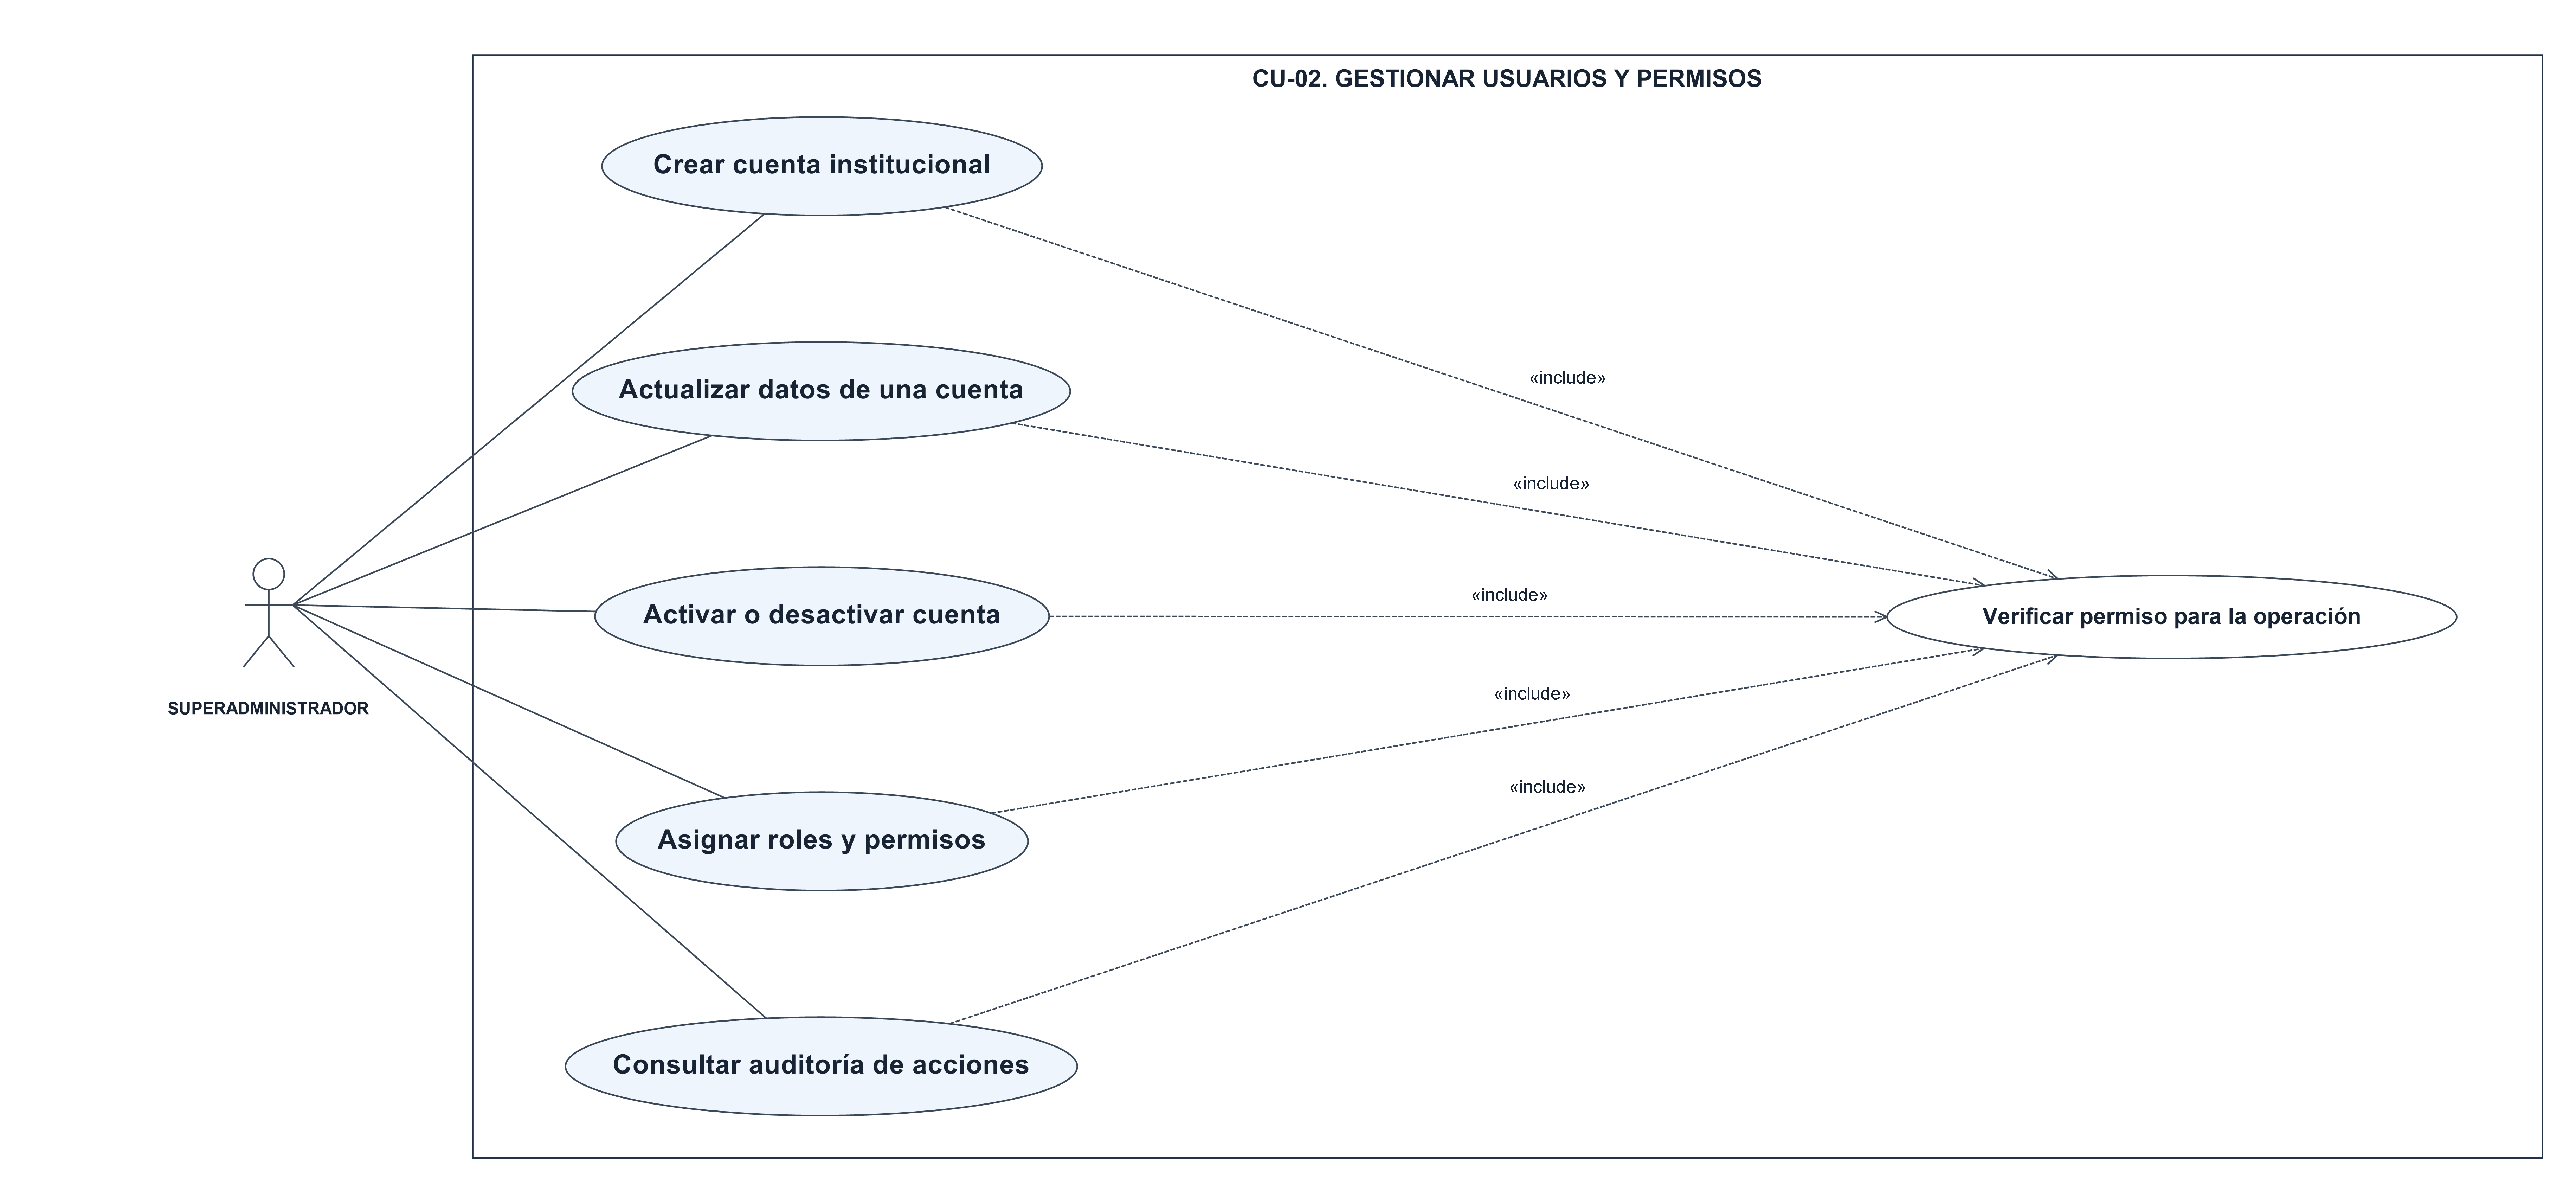 CU-02. GESTIONAR USUARIOS Y PERMISOS
Crear cuenta institucional
«include»
Actualizar datos de una cuenta
«include»
Activar o desactivar cuenta
«include»
Verificar permiso para la operación
SUPERADMINISTRADOR
«include»
Asignar roles y permisos
«include»
Consultar auditoría de acciones